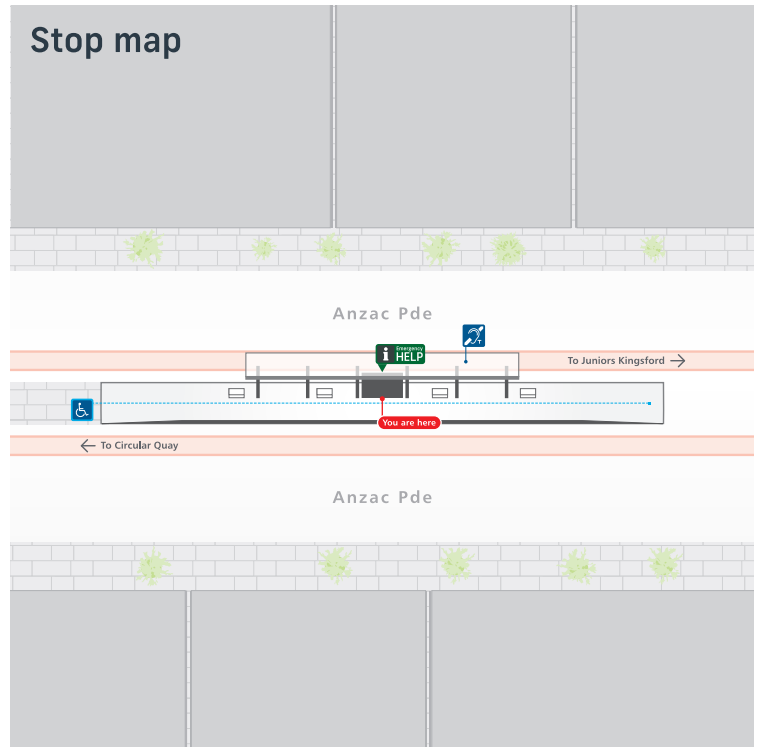 Stop map
Anzac Pde
T
Emergency
i HELP
To Juniors Kingsford →
You are here
← To Circular Quay
Anzac Pde